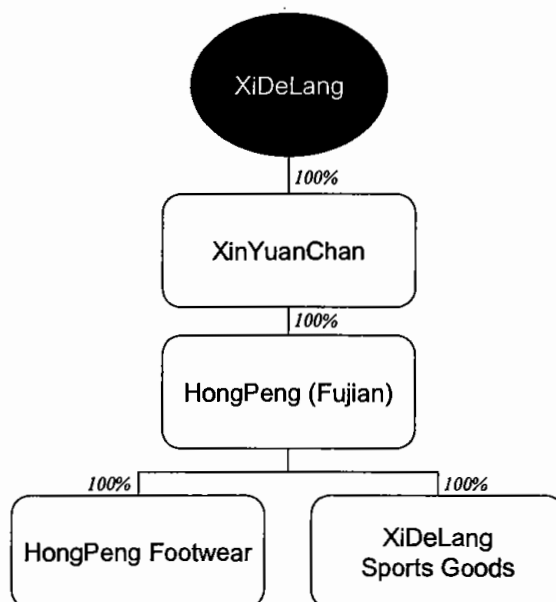 XiDeLang
100%
XinYuanChan
100%
HongPeng (Fujian)
100%
100%
HongPeng Footwear
XiDeLang
Sports Goods